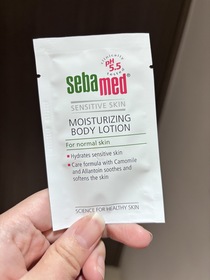 pH
5.5
sebamed
SENSITIVE SKIN
MOISTURIZING
BODY LOTION
For normal skin
• Hydrates sensitive skin
• Care formula with Camomile
and Allantoin soothes and
softens the skin
SCIENCE FOR HEALTHY SKIN